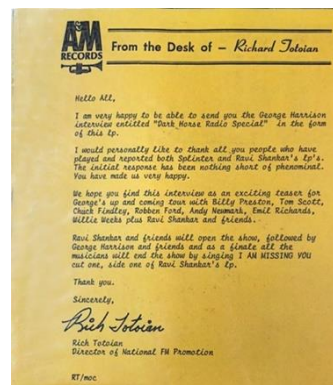 A&M
RECORDS
From the Desk of – Richard Totoian
Hello All,
I am very happy to be able to send you the George Harrison
interview entitled "Dark Horse Radio Special" in the form
of this lp.
I would personally like to thank all you people who have
played and reported both Splinter and Ravi Shankar's lp's.
The initial response has been nothing short of phenominal.
You have made us very happy.
We hope you find this interview as an exciting teaser for
George's up and coming tour with Billy Preston, Tom Scott,
Chuck Findley, Robben Ford, Andy Newmark, Emil Richards,
Willie Weeks plus Ravi Shankar and friends.
Ravi Shankar and friends will open the show, followed by
George Harrison and friends and as a finale all the
musicians will end the show by singing I AM MISSING YOU
cut one, side one of Ravi Shankar's lp.
Thank you.
Sincerely,
Rich Totoian
Rich Totoian
Director of National FM Promotion
RT/moc